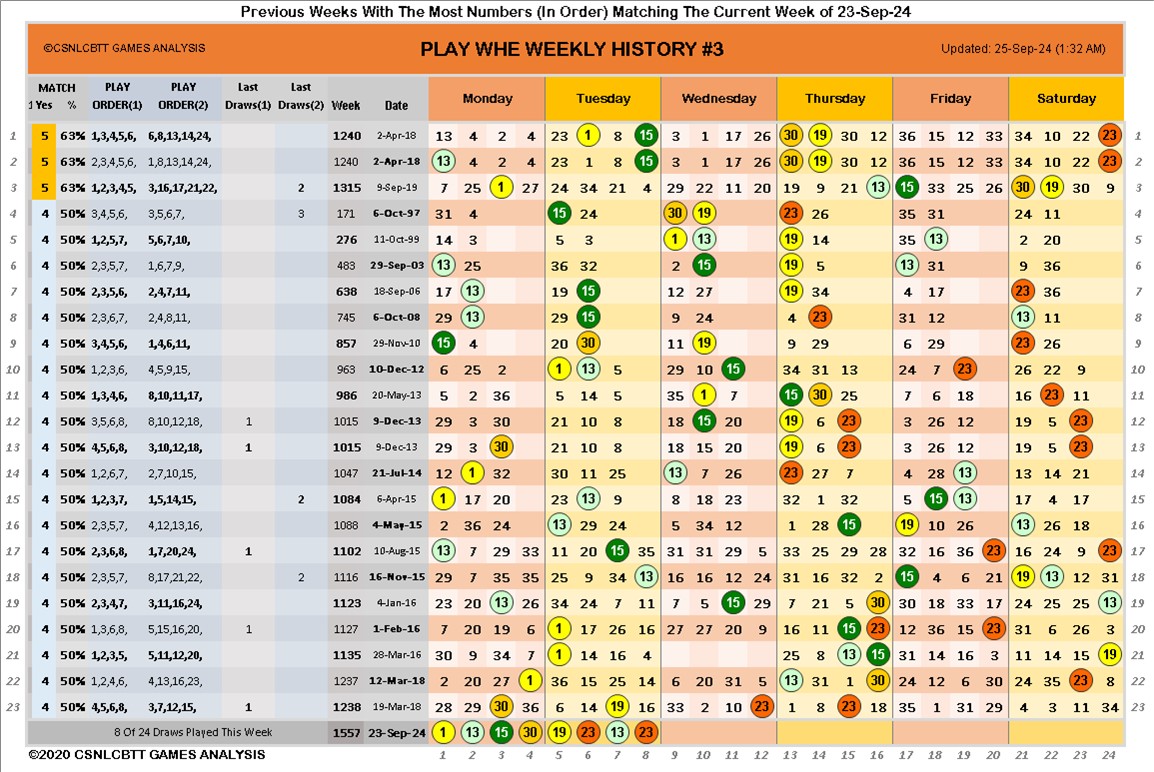 Previous Weeks With The Most Numbers (In Order) Matching The Current Week of 23-Sep-24
©CSNLCBTT GAMES ANALYSIS PLAY WHE WEEKLY HISTORY #3 Updated: 25-Sep-24 (1:32 AM)
MATCH PLAY PLAY Last Last Monday Tuesday Wednesday Thursday Friday Saturday
1 Yes % ORDER(1) ORDER(2) Draws(1) Draws(2) Week Date
1 5 63% 1,3,4,5,6, 6,8,13,14,24, 1240 2-Apr-18 13 4 2 4 23 1 8 15 3 1 17 26 30 19 30 12 36 15 12 33 34 10 22 23 1
2 5 63% 2,3,4,5,6, 1,8,13,14,24, 1240 2-Apr-18 13 4 2 4 23 1 8 15 3 1 17 26 30 19 30 12 36 15 12 33 34 10 22 23 2
3 5 63% 1,2,3,4,5, 3,16,17,21,22, 2 1315 9-Sep-19 7 25 1 27 24 34 21 4 29 22 11 20 19 9 21 13 17 33 25 26 30 19 30 9 3
4 4 50% 3,4,5,6, 3,5,6,7, 3 171 6-Oct-97 31 4 15 24 30 19 23 26 35 31 24 11 4
5 4 50% 1,2,5,7, 5,6,7,10, 276 11-Oct-99 14 3 5 3 1 13 19 14 35 13 2 20 5
6 4 50% 2,3,5,7, 1,6,7,9, 483 29-Sep-03 13 25 36 32 2 15 19 5 13 31 9 36 6
7 4 50% 2,3,5,6, 2,4,7,11, 638 18-Sep-06 17 13 19 15 12 27 19 34 4 17 23 36 7
8 4 50% 2,3,6,7, 2,4,8,11, 745 6-Oct-08 29 13 29 15 9 24 4 23 31 12 13 11 8
9 4 50% 3,4,5,6, 1,4,6,11, 857 29-Nov-10 15 4 20 30 11 19 9 29 6 29 23 26 9
10 4 50% 1,2,3,6, 4,5,9,15, 963 10-Dec-12 6 25 2 1 13 5 29 10 15 34 31 13 24 7 23 26 22 9 10
11 4 50% 1,3,4,6, 8,10,11,17, 986 20-May-13 5 2 36 5 14 5 35 1 7 15 30 25 7 6 18 16 23 11 11
12 4 50% 3,5,6,8, 8,10,12,18, 1 1015 9-Dec-13 29 3 30 21 10 8 18 15 20 19 6 23 3 26 12 19 5 23 12
13 4 50% 4,5,6,8, 3,10,12,18, 1 1015 9-Dec-13 29 3 30 21 10 8 18 15 20 19 6 23 3 26 12 19 5 23 13
14 4 50% 1,2,6,7, 2,7,10,15, 1047 21-Jul-14 12 1 32 30 11 25 13 7 26 23 27 7 4 28 13 13 14 21 14
15 4 50% 1,2,3,7, 1,5,14,15, 2 1084 6-Apr-15 1 17 20 23 13 9 8 18 23 32 1 32 5 15 13 17 4 17 15
16 4 50% 2,3,5,7, 4,12,13,16, 1088 4-May-15 2 36 24 13 29 24 5 34 12 1 28 15 19 10 26 13 26 18 16
17 4 50% 2,3,6,8, 1,7,20,24, 1 1102 10-Aug-15 13 7 29 33 11 20 15 35 31 31 29 5 33 25 29 28 32 16 36 23 16 24 9 23 17
18 4 50% 2,3,5,7, 8,17,21,22, 2 1116 16-Nov-15 29 7 35 35 25 9 34 13 16 16 12 24 31 16 32 2 15 4 6 21 19 13 12 31 18
19 4 50% 2,3,4,7, 3,11,16,24, 1123 4-Jan-16 23 20 13 26 34 24 7 11 7 5 15 29 7 21 5 30 30 18 33 17 24 25 25 13 19
20 4 50% 1,3,6,8, 5,15,16,20, 1 1127 1-Feb-16 7 20 19 6 1 17 26 16 27 27 20 9 16 11 15 23 12 36 15 23 31 6 26 3 20
21 4 50% 1,2,3,5, 5,11,12,20, 1135 28-Mar-16 30 9 34 7 1 14 16 4 25 8 13 15 31 14 16 3 11 14 15 19 21
22 4 50% 1,2,4,6, 4,13,16,23, 1237 12-Mar-18 2 20 27 1 36 15 25 14 6 20 31 5 13 31 1 30 24 12 6 30 24 35 23 8 22
23 4 50% 4,5,6,8, 3,7,12,15, 1 1238 19-Mar-18 28 29 30 36 6 14 19 16 33 2 10 23 1 8 23 18 35 1 31 29 4 3 11 34 23
8 Of 24 Draws Played This Week 1557 23-Sep-24 1 13 15 30 19 23 13 23
©2020 CSNLCBTT GAMES ANALYSIS 1 2 3 4 5 6 7 8 9 10 11 12 13 14 15 16 17 18 19 20 21 22 23 24